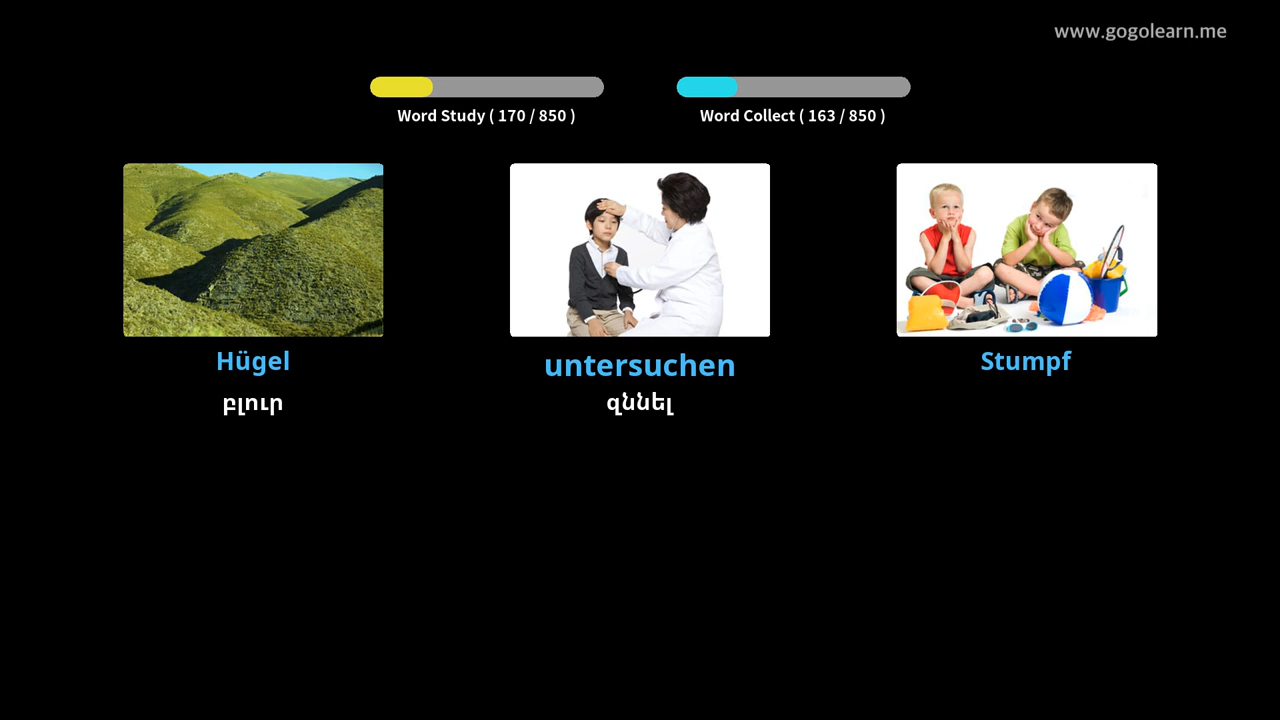 www.gogolearn.me
Word Study ( 170 / 850 )
Word Collect ( 163 / 850 )
Hügel
untersuchen
Stumpf
բլուր
զննել